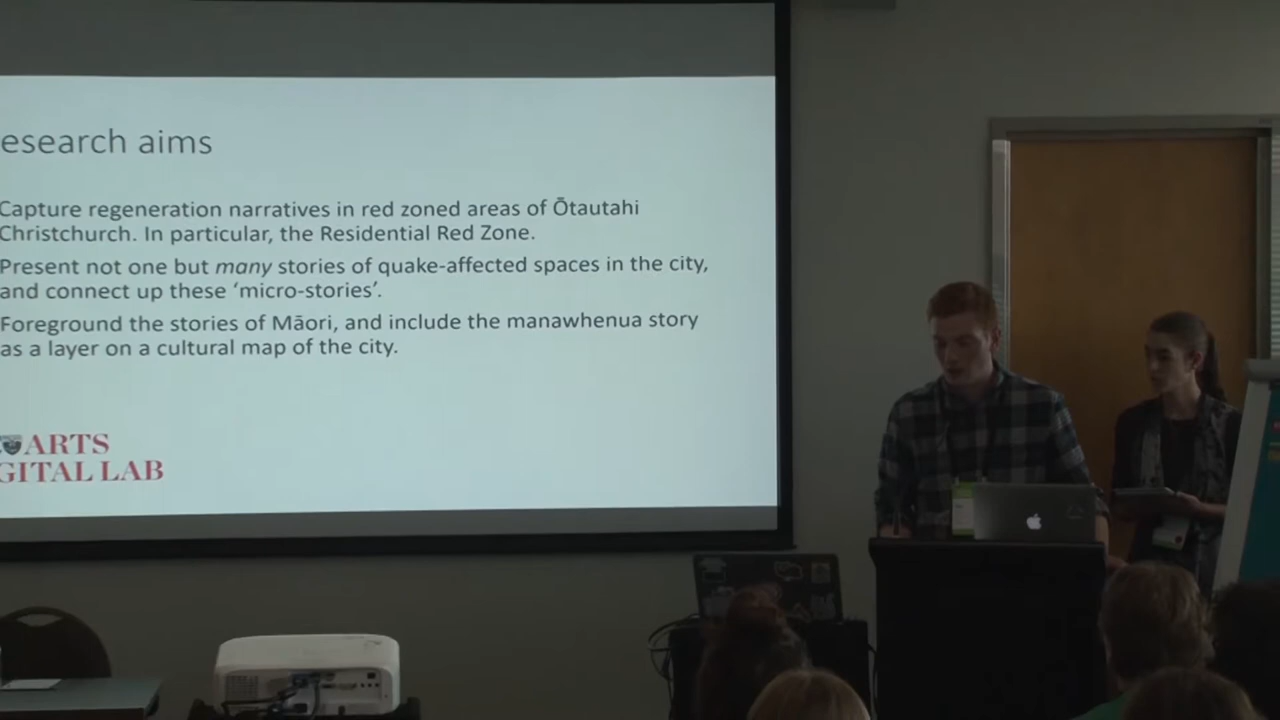 esearch aims
Capture regeneration narratives in red zoned areas of Ōtautahi
Christchurch. In particular, the Residential Red Zone.
Present not one but many stories of quake-affected spaces in the city,
and connect up these ‘micro-stories’.
Foreground the stories of Māori, and include the manawhenua story
as a layer on a cultural map of the city.
ARTS
GITAL LAB